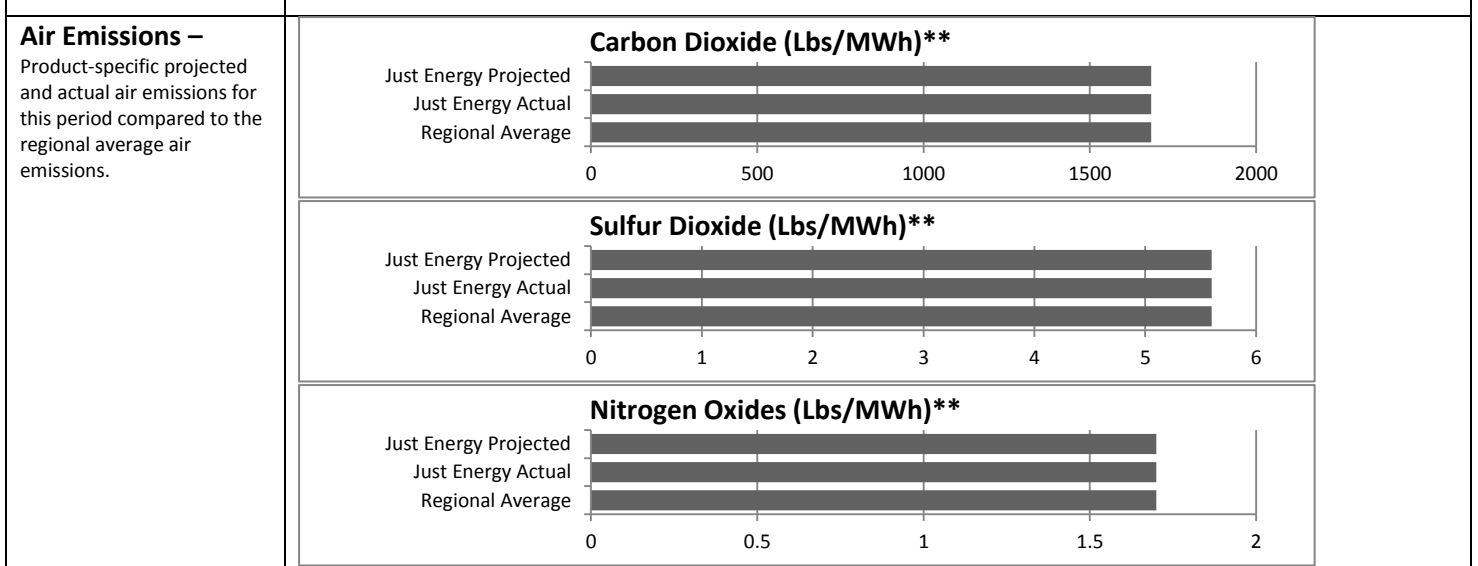 Air Emissions –
Product-specific projected
and actual air emissions for
this period compared to the
regional average air
emissions.
Carbon Dioxide (Lbs/MWh)**
Just Energy Projected
Just Energy Actual
Regional Average
0 500 1000 1500 2000
Sulfur Dioxide (Lbs/MWh)**
Just Energy Projected
Just Energy Actual
Regional Average
0 1 2 3 4 5 6
Nitrogen Oxides (Lbs/MWh)**
Just Energy Projected
Just Energy Actual
Regional Average
0 0.5 1 1.5 2